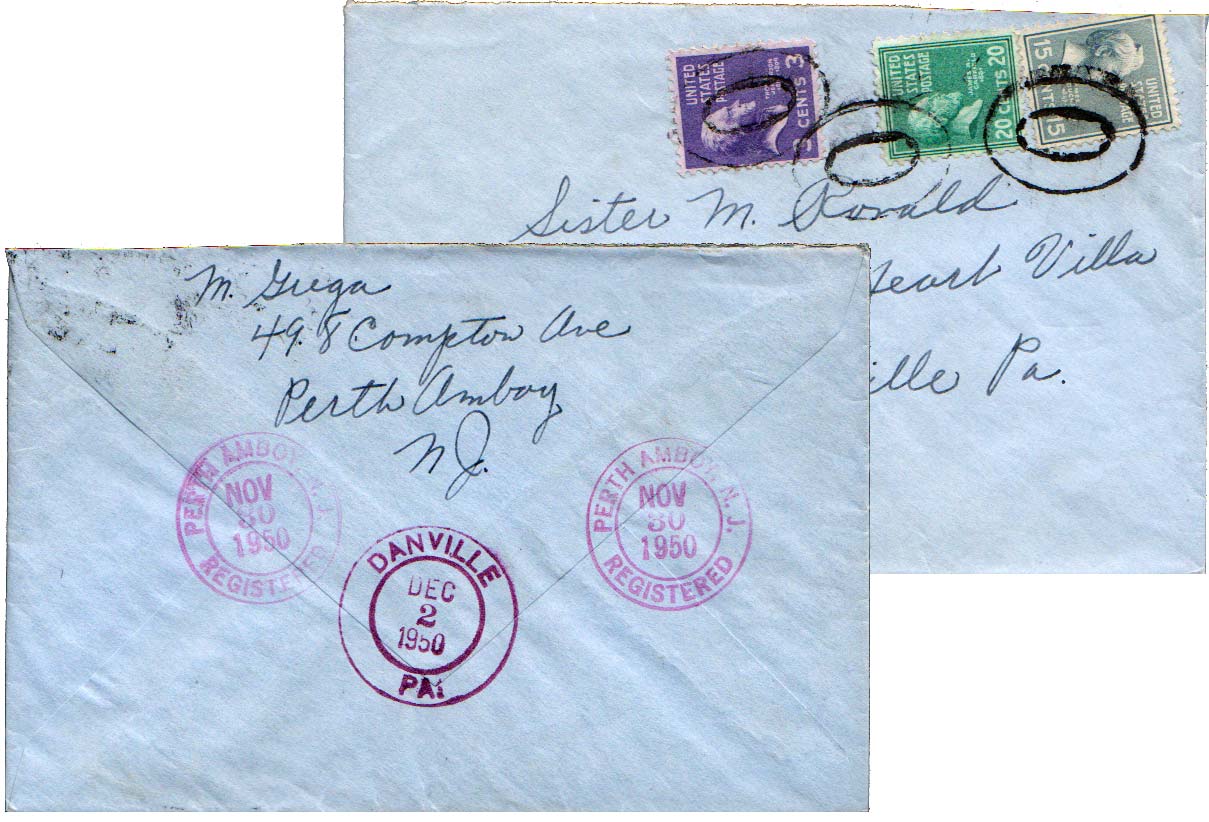 UNITED
STATES
POSTAGE
3
CENTS
3
UNITED
STATES
POSTAGE
20 CENTS 20
UNITED
15 CENTS 15
Sister M. Ronald
Heart Villa
ille Pa.
M. Grega
498 Compton Ave
Perth Amboy
N.J.
PERTH AMBOY, N.J.
NOV
30
1950
REGISTERED
DANVILLE
DEC
2
1950
PA.
PERTH AMBOY, N.J.
NOV
30
1950
REGISTERED